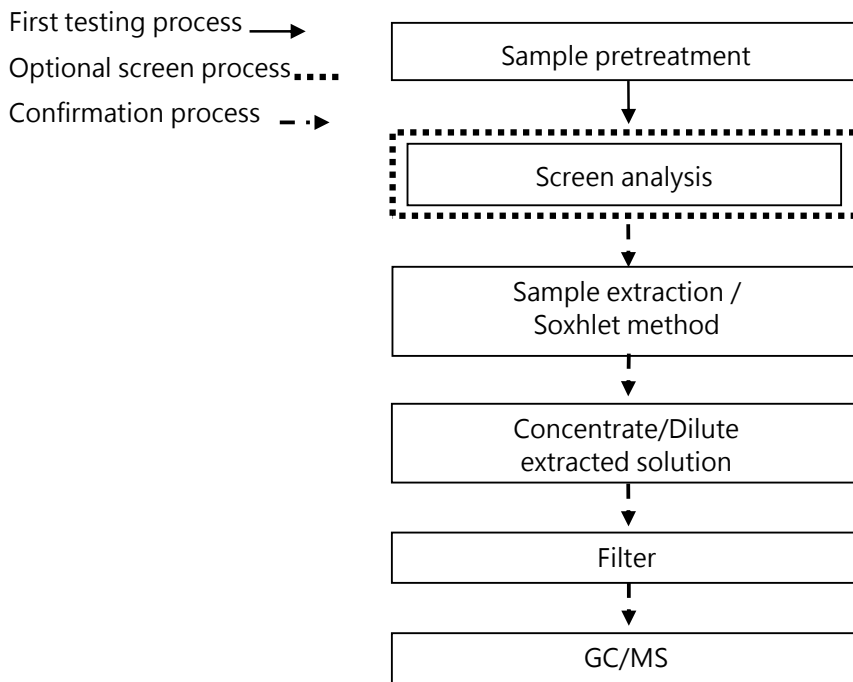 First testing process
Optional screen process
Confirmation process
Sample pretreatment
Screen analysis
Sample extraction /
Soxhlet method
Concentrate/Dilute
extracted solution
Filter
GC/MS